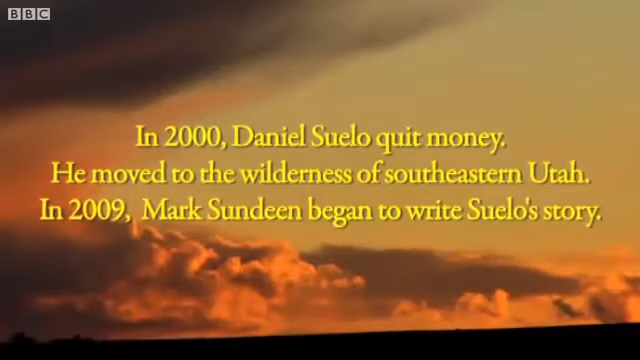 BBC
In 2000, Daniel Suelo quit money.
He moved to the wilderness of southeastern Utah.
In 2009, Mark Sundeen began to write Suelo's story.